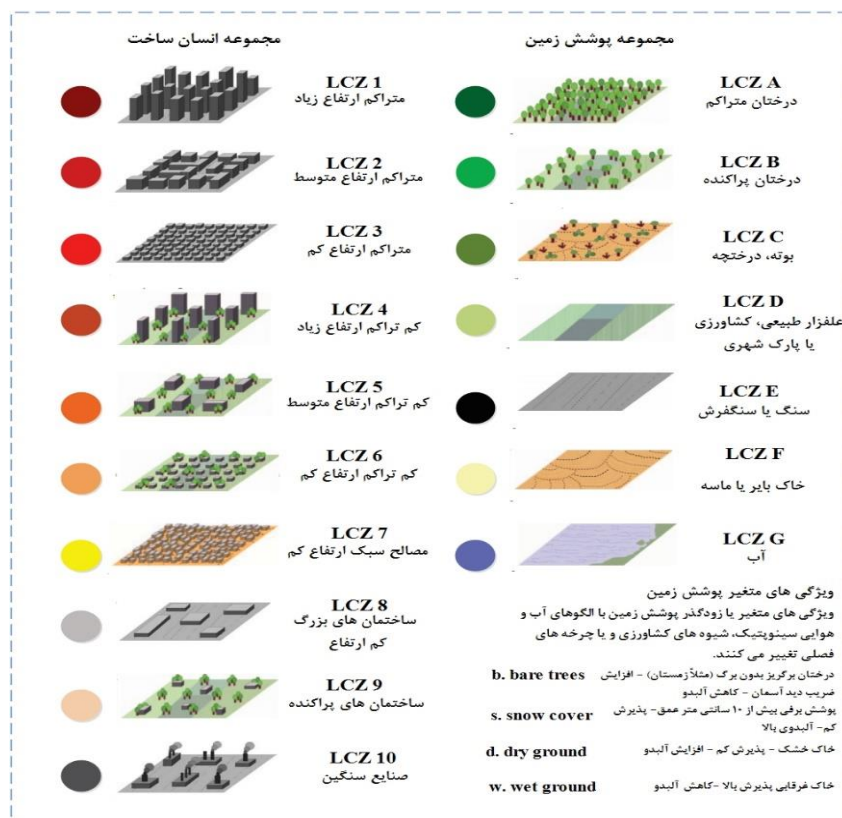 مجموعه انسان ساخت
LCZ 1
متراکم ارتفاع زیاد
LCZ 2
متراکم ارتفاع متوسط
LCZ 3
متراکم ارتفاع کم
LCZ 4
کم تراکم ارتفاع زیاد
LCZ 5
کم تراکم ارتفاع متوسط
LCZ 6
کم تراکم ارتفاع کم
LCZ 7
مصالح سبک ارتفاع کم
LCZ 8
ساختمان های بزرگ
کم ارتفاع
LCZ 9
ساختمان های پراکنده
LCZ 10
صنایع سنگین
مجموعه پوشش زمین
LCZ A
درختان متراکم
LCZ B
درختان پراکنده
LCZ C
بوته، درختچه
LCZ D
علفزار طبیعی، کشاورزی
یا پارک شهری
LCZ E
سنگ یا سنگفرش
LCZ F
خاک بایر یا ماسه
LCZ G
آب
ویژگی های متغیر پوشش زمین
ویژگی های متغیر یا زودگذر پوشش زمین با الگوهای آب و
هوایی سینوپتیک، شیوه های کشاورزی و یا چرخه های
فصلی تغییر می کنند.
b. bare trees درختان برگریز بدون برگ (مثلاً زمستان) - افزایش
ضریب دید آسمان - کاهش آلبدو
s. snow cover پوشش برفی بیش از ۱۰ سانتی متر عمق- پذیرش
کم- آلبدوی بالا
d. dry ground خاک خشک - پذیرش کم - افزایش آلبدو
w. wet ground خاک غرقابی پذیرش بالا -کاهش آلبدو